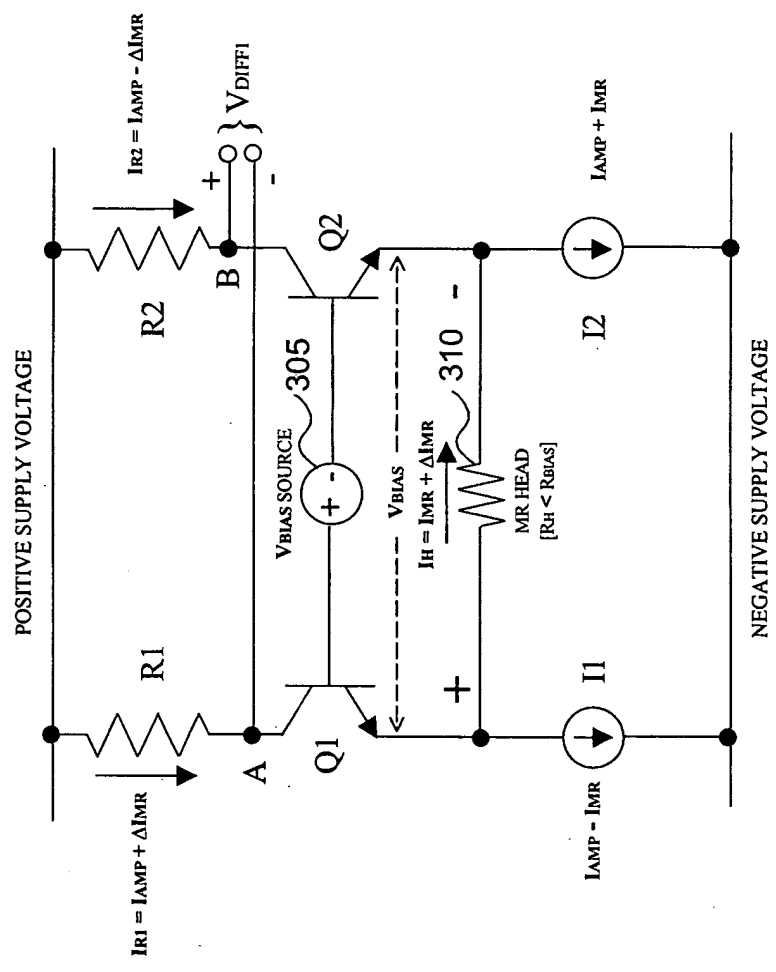 POSITIVE SUPPLY VOLTAGE
IR1 = IAMP + ΔIMR
R1
R2
IR2 = IAMP - ΔIMR
A
B
+
-
} VDIFF1
VBIAS SOURCE
305
+ -
Q1
Q2
VBIAS
IH = IMR + ΔIMR
310
+
-
MR HEAD
[RH < RBIAS]
IAMP - IMR
I1
I2
IAMP + IMR
NEGATIVE SUPPLY VOLTAGE